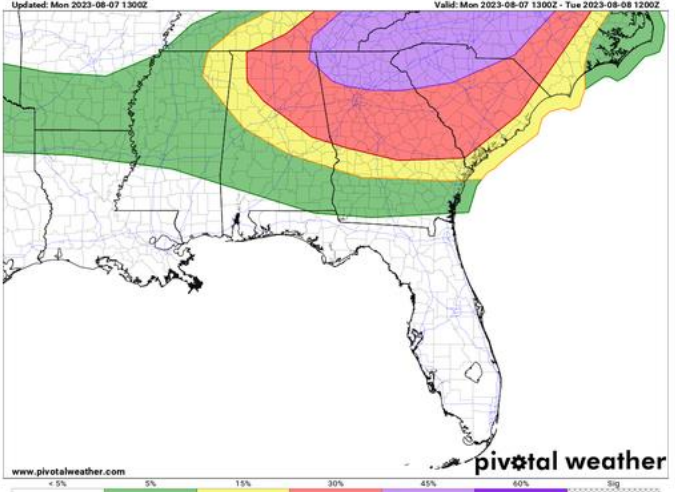 Updated: Mon 2023-08-07 1300Z
Valid: Mon 2023-08-07 1300Z - Tue 2023-08-08 1200Z
www.pivotalweather.com
pivotal weather
< 5%
5%
15%
30%
45%
60%
Sig